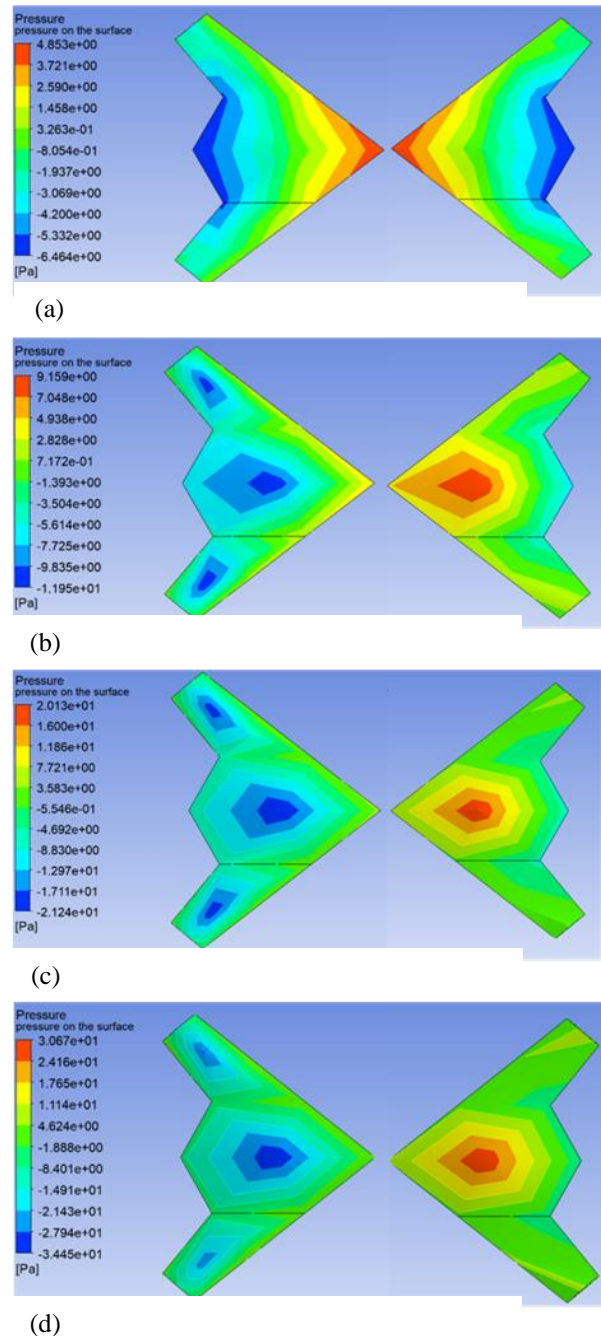 Pressure
pressure on the surface
4.853e+00
3.721e+00
2.590e+00
1.458e+00
3.263e-01
-8.054e-01
-1.937e+00
-3.069e+00
-4.200e+00
-5.332e+00
-6.464e+00
[Pa]
(a)
Pressure
pressure on the surface
9.159e+00
7.048e+00
4.938e+00
2.828e+00
7.172e-01
-1.393e+00
-3.504e+00
-5.614e+00
-7.725e+00
-9.835e+00
-1.195e+01
[Pa]
(b)
Pressure
pressure on the surface
2.013e+01
1.600e+01
1.186e+01
7.721e+00
3.583e+00
-5.546e-01
-4.692e+00
-8.830e+00
-1.297e+01
-1.711e+01
-2.124e+01
[Pa]
(c)
Pressure
pressure on the surface
3.067e+01
2.416e+01
1.765e+01
1.114e+01
4.624e+00
-1.888e+00
-8.401e+00
-1.491e+01
-2.143e+01
-2.794e+01
-3.445e+01
[Pa]
(d)